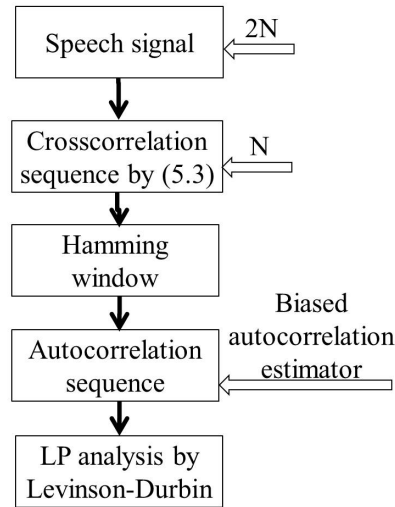 Speech signal
2N
Crosscorrelation
sequence by (5.3)
N
Hamming
window
Biased
autocorrelation
estimator
Autocorrelation
sequence
LP analysis by
Levinson-Durbin